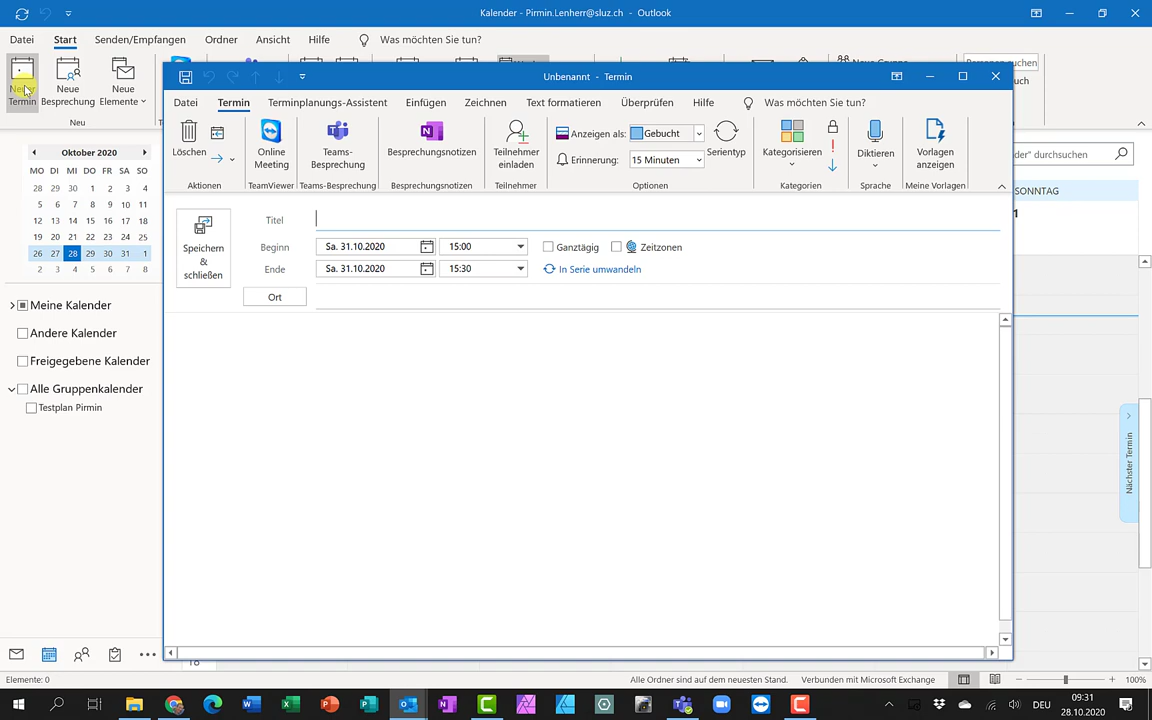 Kalender - Pirmin.Lenherr@sluz.ch - Outlook
Datei Start Senden/Empfangen Ordner Ansicht Hilfe Was möchten Sie tun?
Neuer Termin
Neue Besprechung
Neue Elemente
Neu
Personen suchen
Unbenannt - Termin
Datei Termin Terminplanungs-Assistent Einfügen Zeichnen Text formatieren Überprüfen Hilfe Was möchten Sie tun?
Löschen
Aktionen
Online Meeting
TeamViewer
Teams-Besprechung
Teams-Besprechung
Besprechungsnotizen
Besprechungsnotizen
Teilnehmer einladen
Teilnehmer
Anzeigen als: Gebucht
Erinnerung: 15 Minuten
Serientyp
Optionen
Kategorisieren
Kategorien
Diktieren
Sprache
Vorlagen anzeigen
Meine Vorlagen
Speichern & schließen
Titel
Beginn Sa. 31.10.2020 15:00 Ganztägig Zeitzonen
Ende Sa. 31.10.2020 15:30 In Serie umwandeln
Ort
Oktober 2020
MO DI MI DO FR SA SO
28 29 30 1 2 3 4
5 6 7 8 9 10 11
12 13 14 15 16 17 18
19 20 21 22 23 24 25
26 27 28 29 30 31 1
2 3 4 5 6 7 8
Meine Kalender
Andere Kalender
Freigegebene Kalender
Alle Gruppenkalender
Testplan Pirmin
durchsuchen
SONNTAG
1
Nächster Termin
Elemente: 0
Alle Ordner sind auf dem neuesten Stand. Verbunden mit Microsoft Exchange 100%
DEU
09:31
28.10.2020